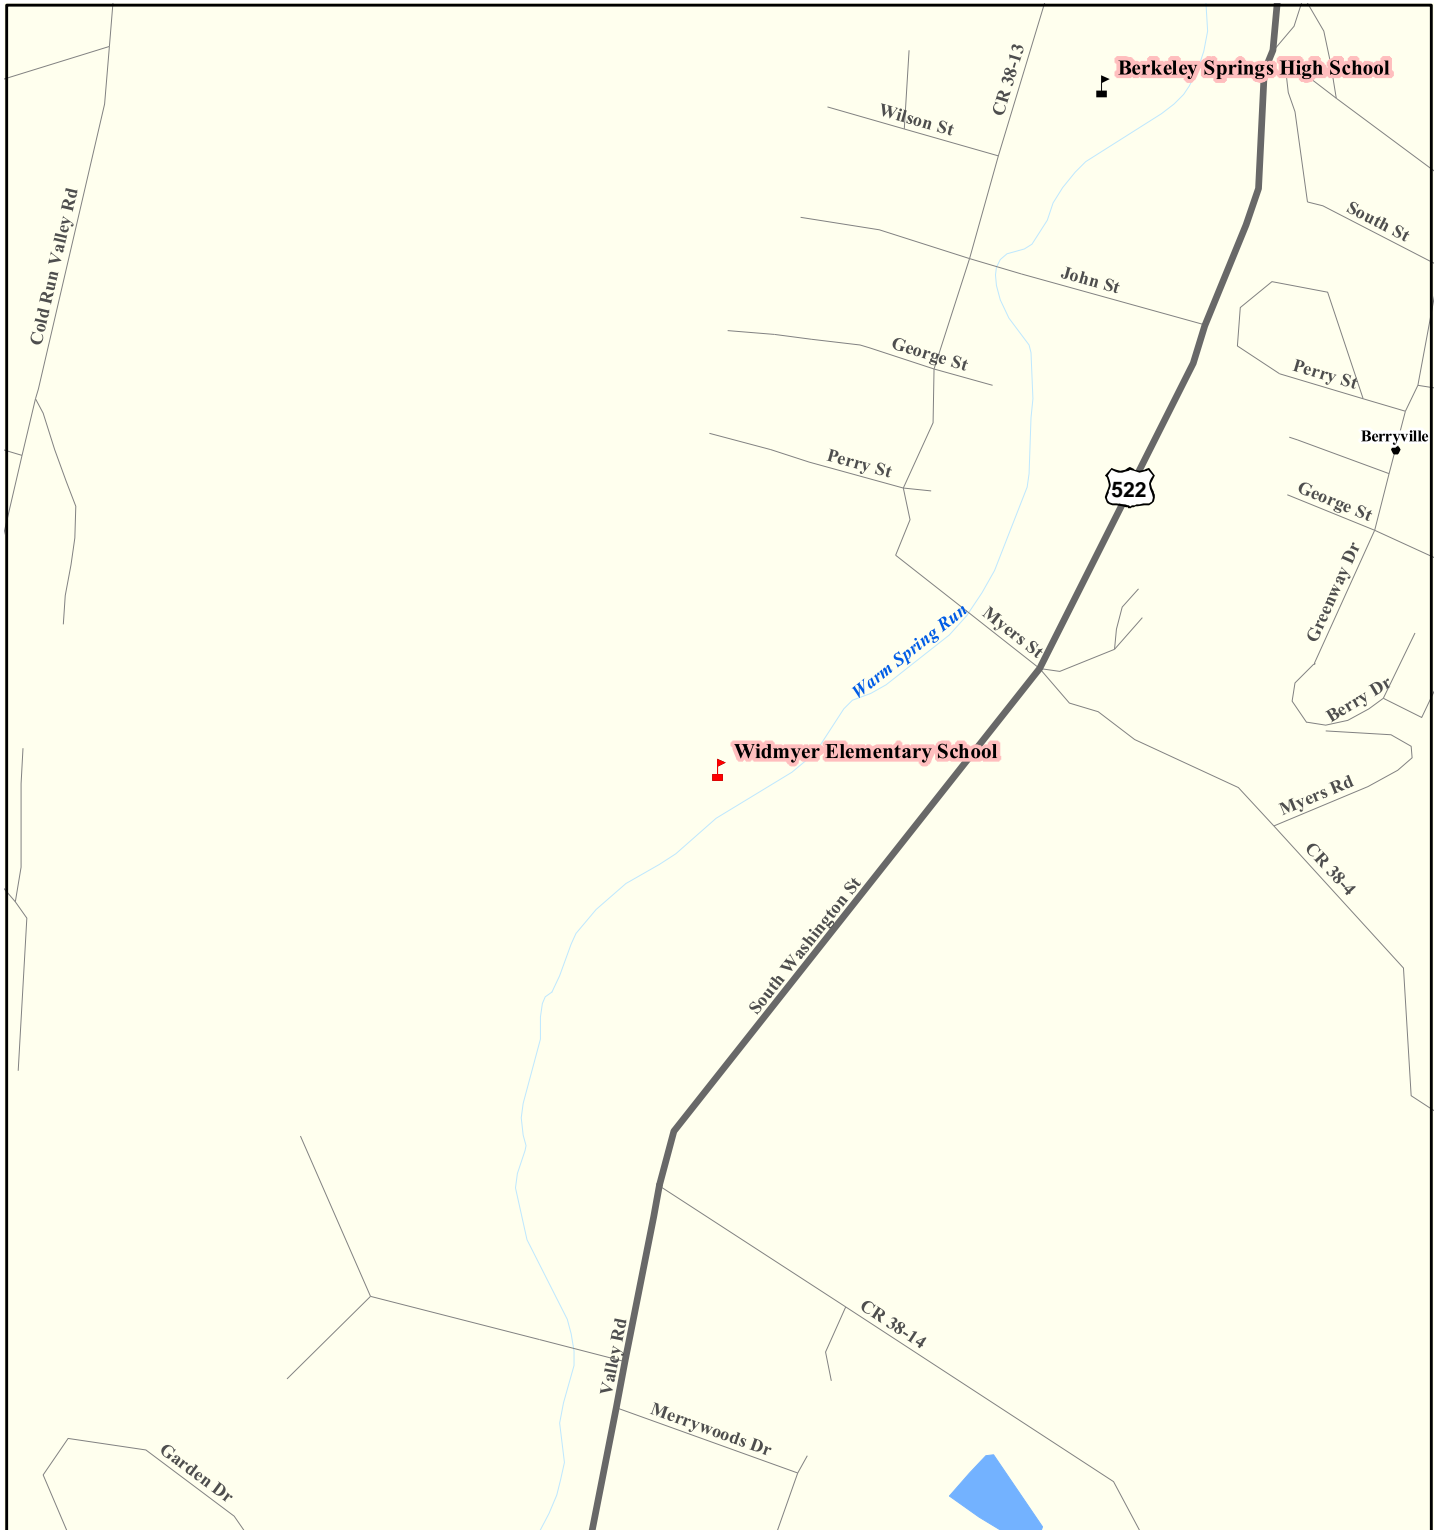 CR 38-13
Berkeley Springs High School
Wilson St
Cold Run Valley Rd
South St
John St
George St
Perry St
Berryville
Perry St
522
George St
Greenway Dr
Warm Spring Run
Myers St
Berry Dr
Widmyer Elementary School
Myers Rd
CR 38-4
South Washington St
CR 38-14
Valley Rd
Merrywoods Dr
Garden Dr